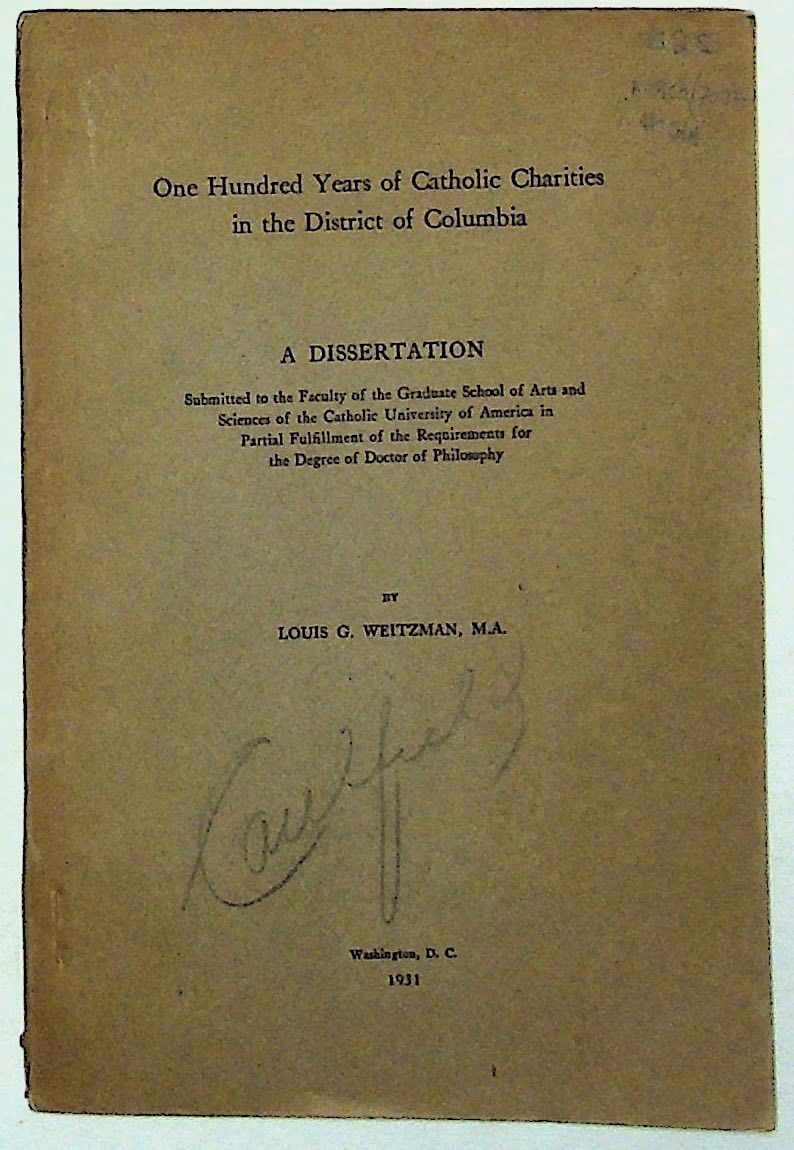 One Hundred Years of Catholic Charities
in the District of Columbia
A DISSERTATION
Submitted to the Faculty of the Graduate School of Arts and
Sciences of the Catholic University of America in
Partial Fulfillment of the Requirements for
the Degree of Doctor of Philosophy
BY
LOUIS G. WEITZMAN, M.A.
Caulfield
Washington, D. C.
1931